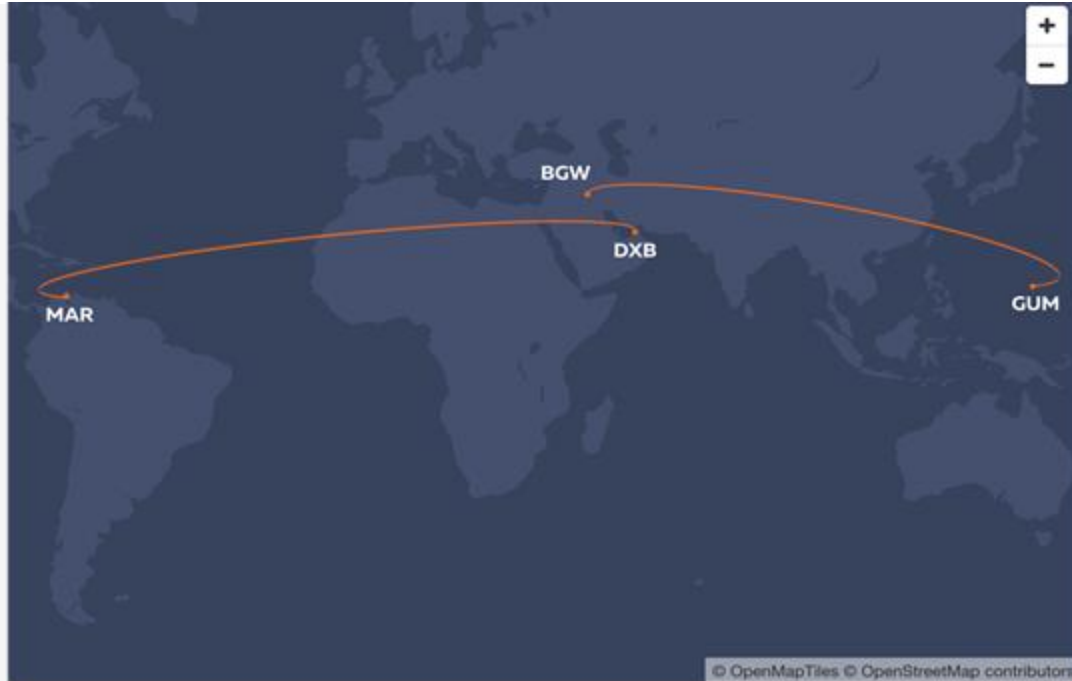 +
−
BGW
DXB
MAR
GUM
© OpenMapTiles © OpenStreetMap contributors